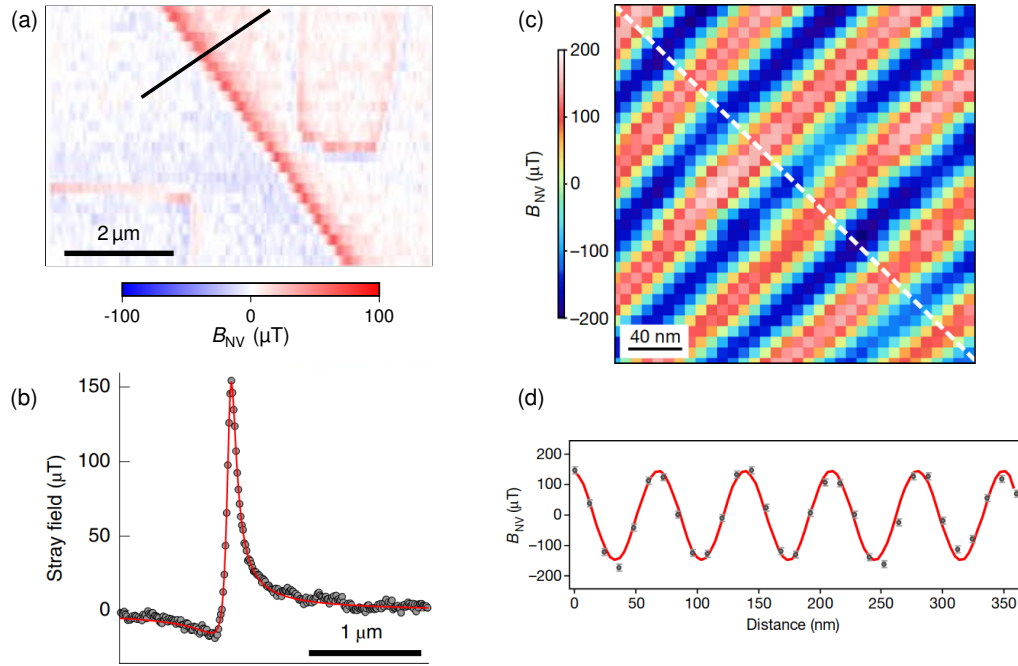 (a)
2 µm
-100 0 100
B_NV (µT)
(b)
150
100
50
0
Stray field (µT)
1 µm
(c)
200
100
0
−100
−200
B_NV (µT)
40 nm
(d)
200
100
0
−100
−200
B_NV (µT)
0 50 100 150 200 250 300 350
Distance (nm)